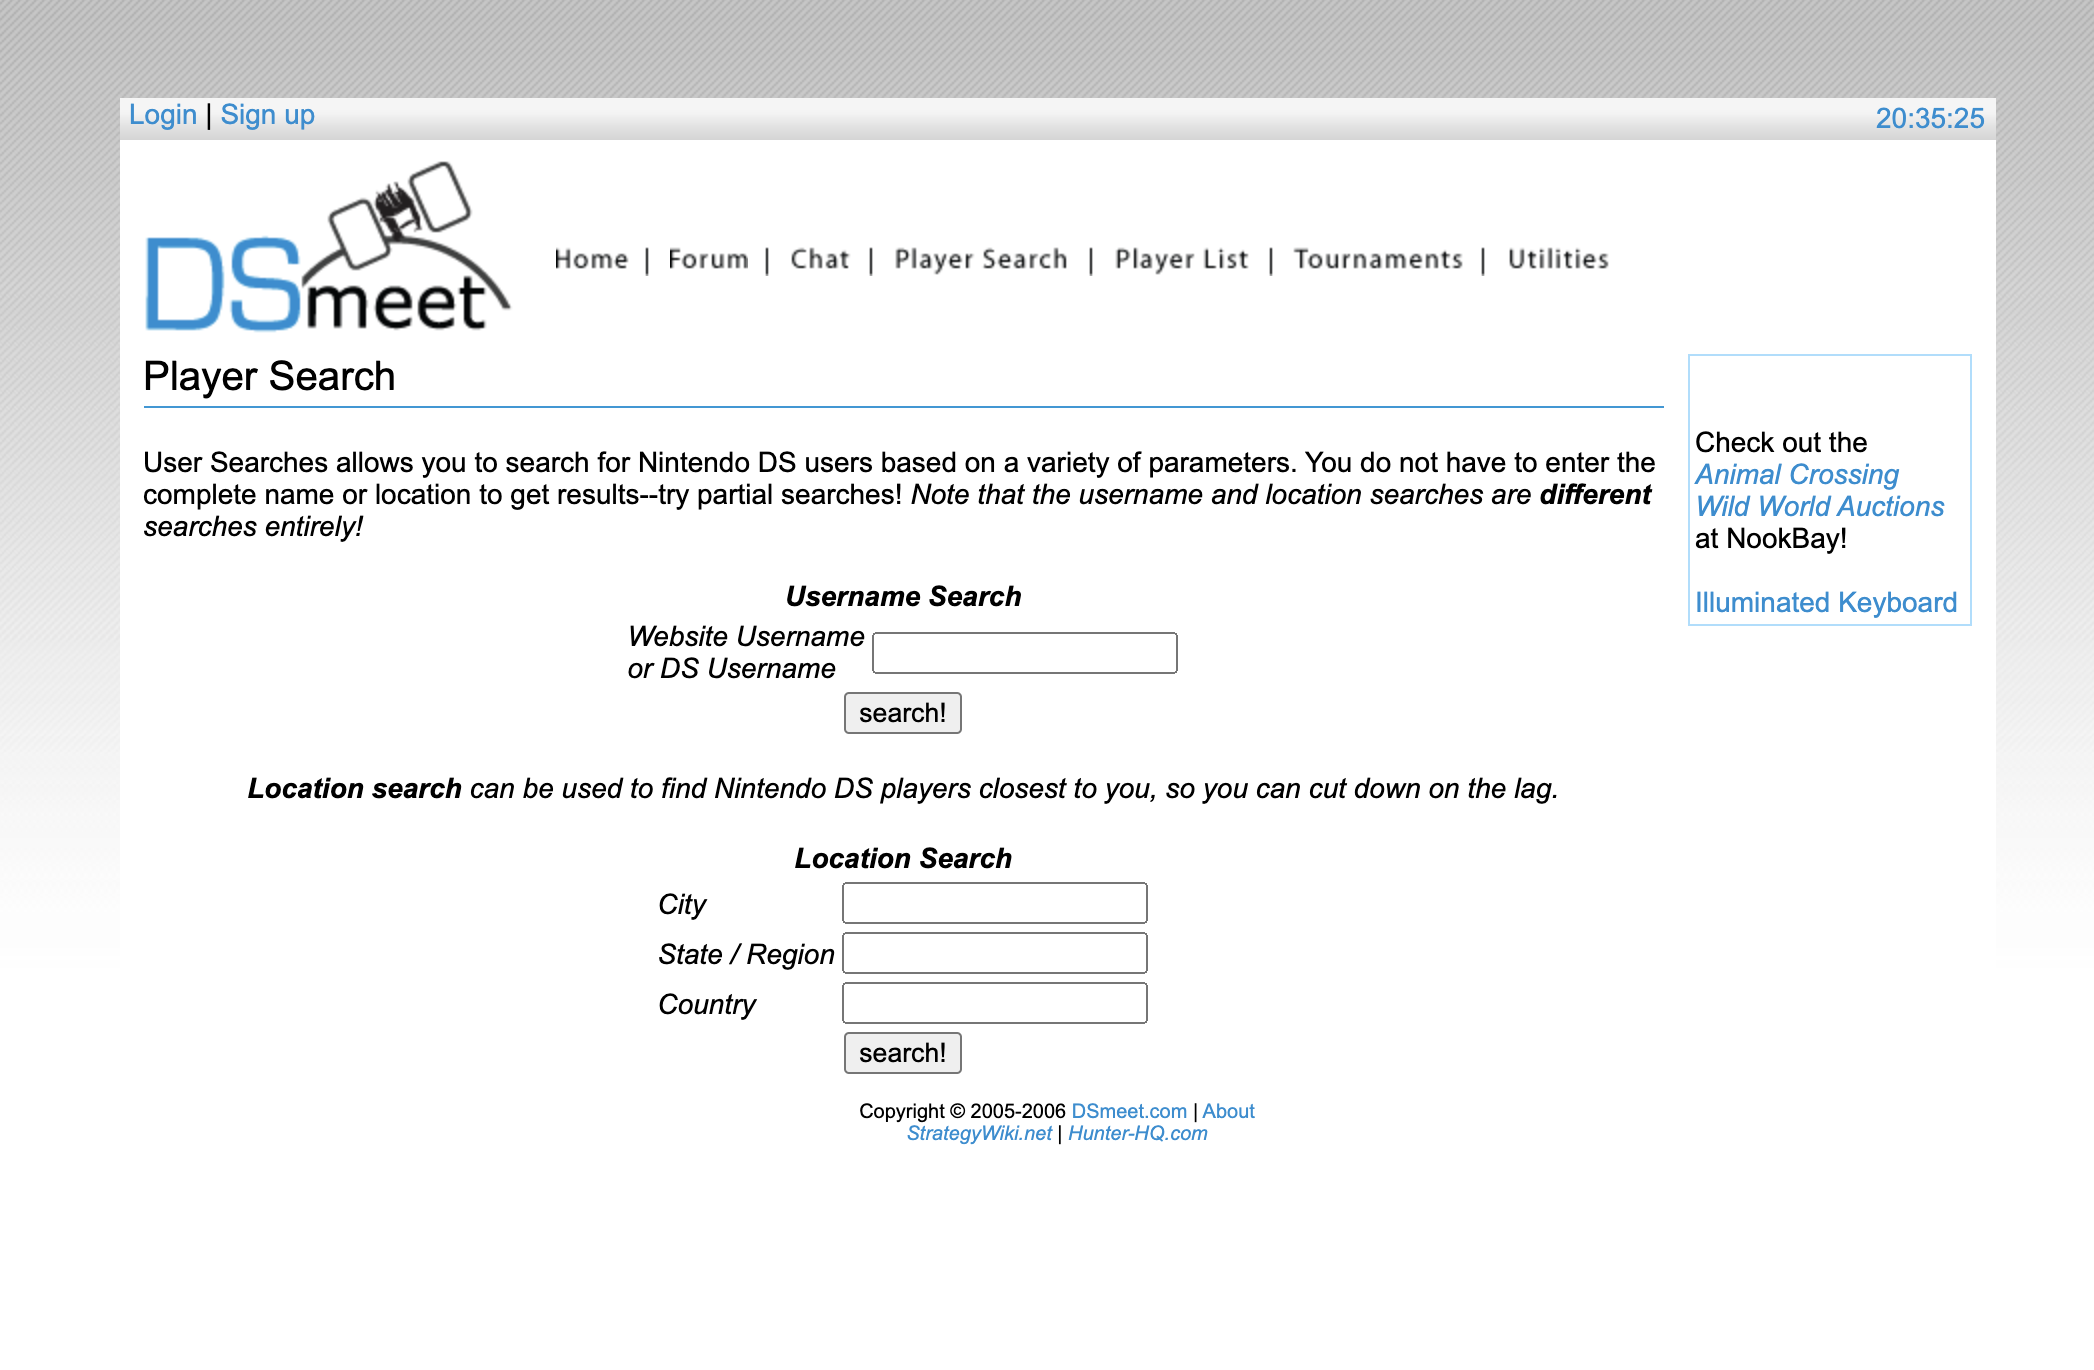 Login | Sign up
20:35:25
DSmeet
Home | Forum | Chat | Player Search | Player List | Tournaments | Utilities
Player Search
User Searches allows you to search for Nintendo DS users based on a variety of parameters. You do not have to enter the
complete name or location to get results--try partial searches! Note that the username and location searches are different
searches entirely!
Username Search
Website Username
or DS Username
search!
Location search can be used to find Nintendo DS players closest to you, so you can cut down on the lag.
Location Search
City
State / Region
Country
search!
Check out the
Animal Crossing
Wild World Auctions
at NookBay!
Illuminated Keyboard
Copyright © 2005-2006 DSmeet.com | About
StrategyWiki.net | Hunter-HQ.com